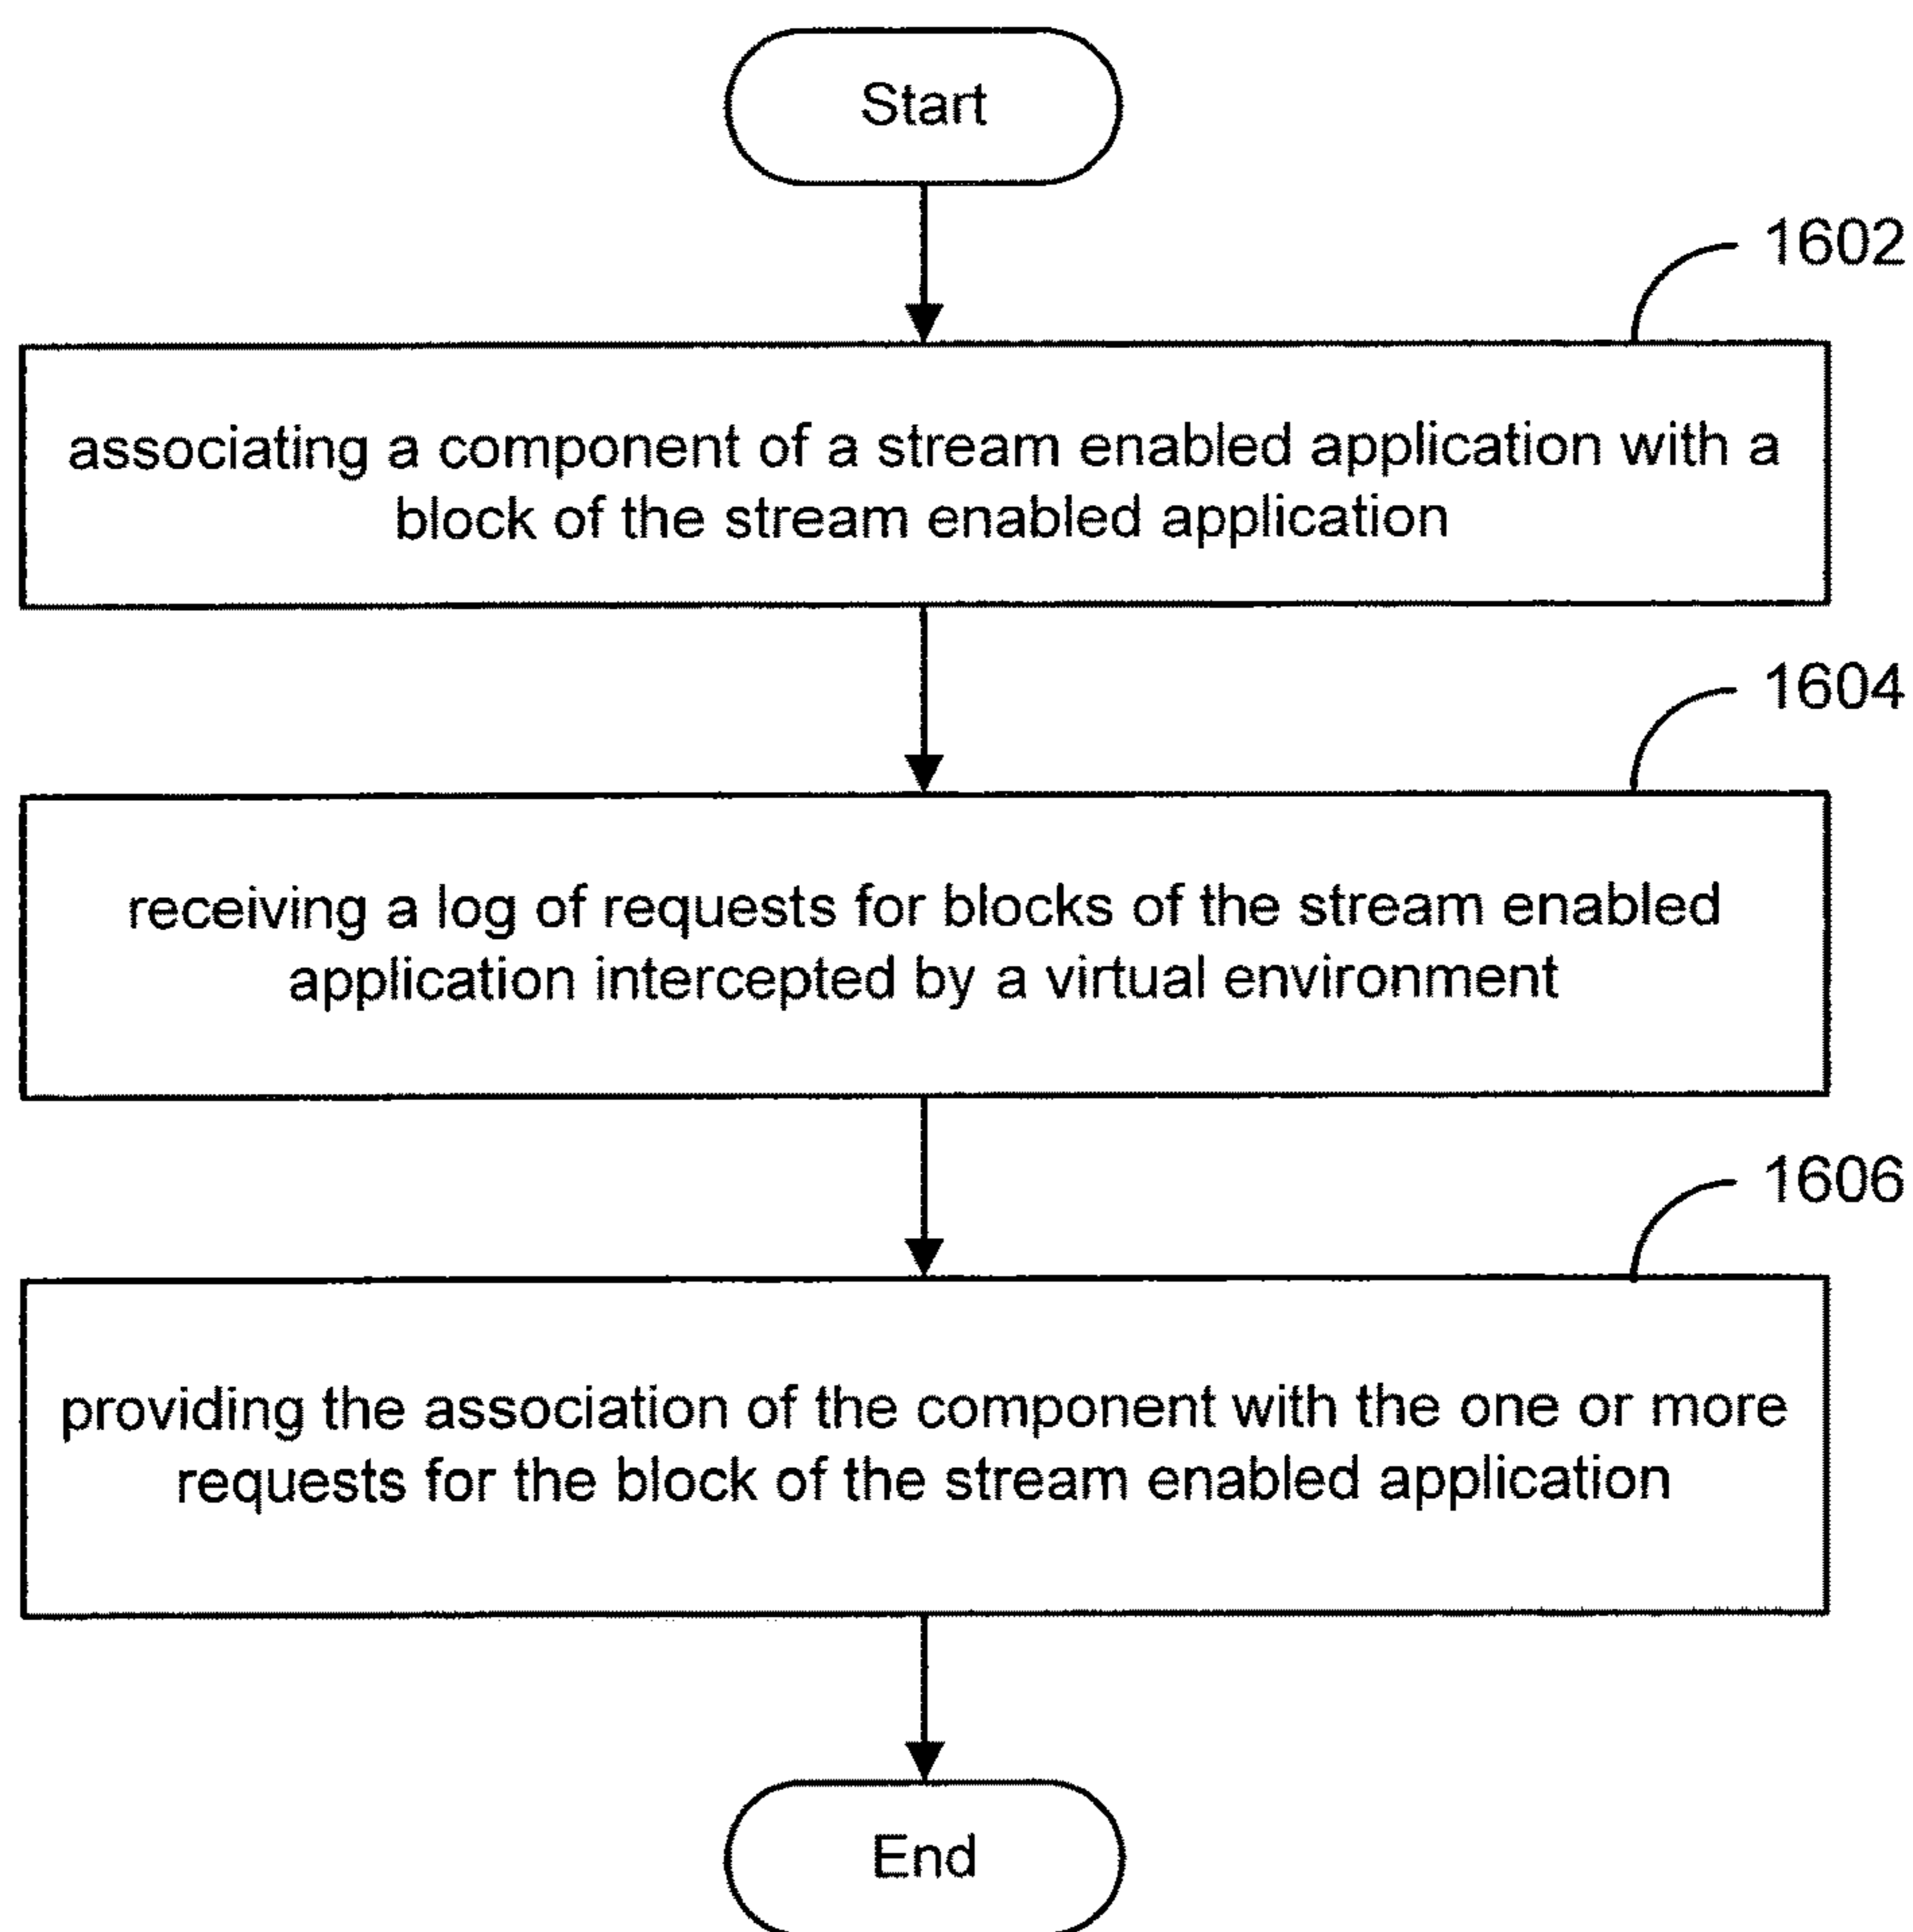 Start
1602
associating a component of a stream enabled application with a
block of the stream enabled application
1604
receiving a log of requests for blocks of the stream enabled
application intercepted by a virtual environment
1606
providing the association of the component with the one or more
requests for the block of the stream enabled application
End